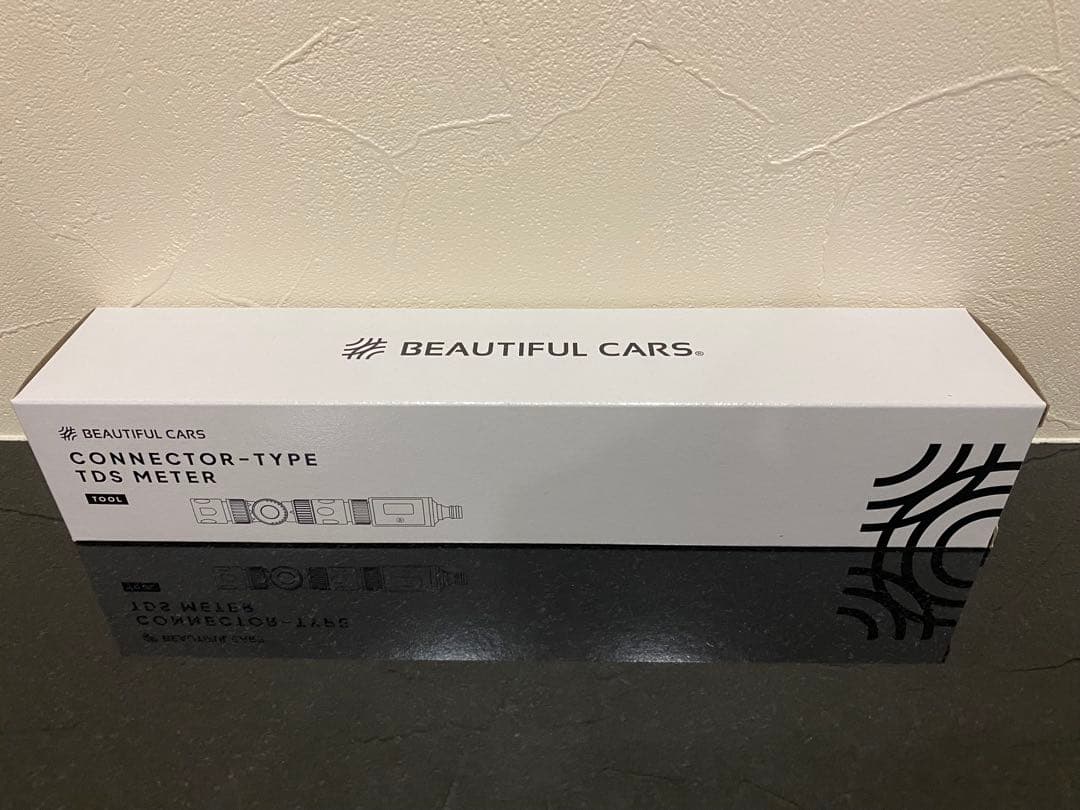 BEAUTIFUL CARS®
BEAUTIFUL CARS
CONNECTOR-TYPE
TDS METER
TOOL